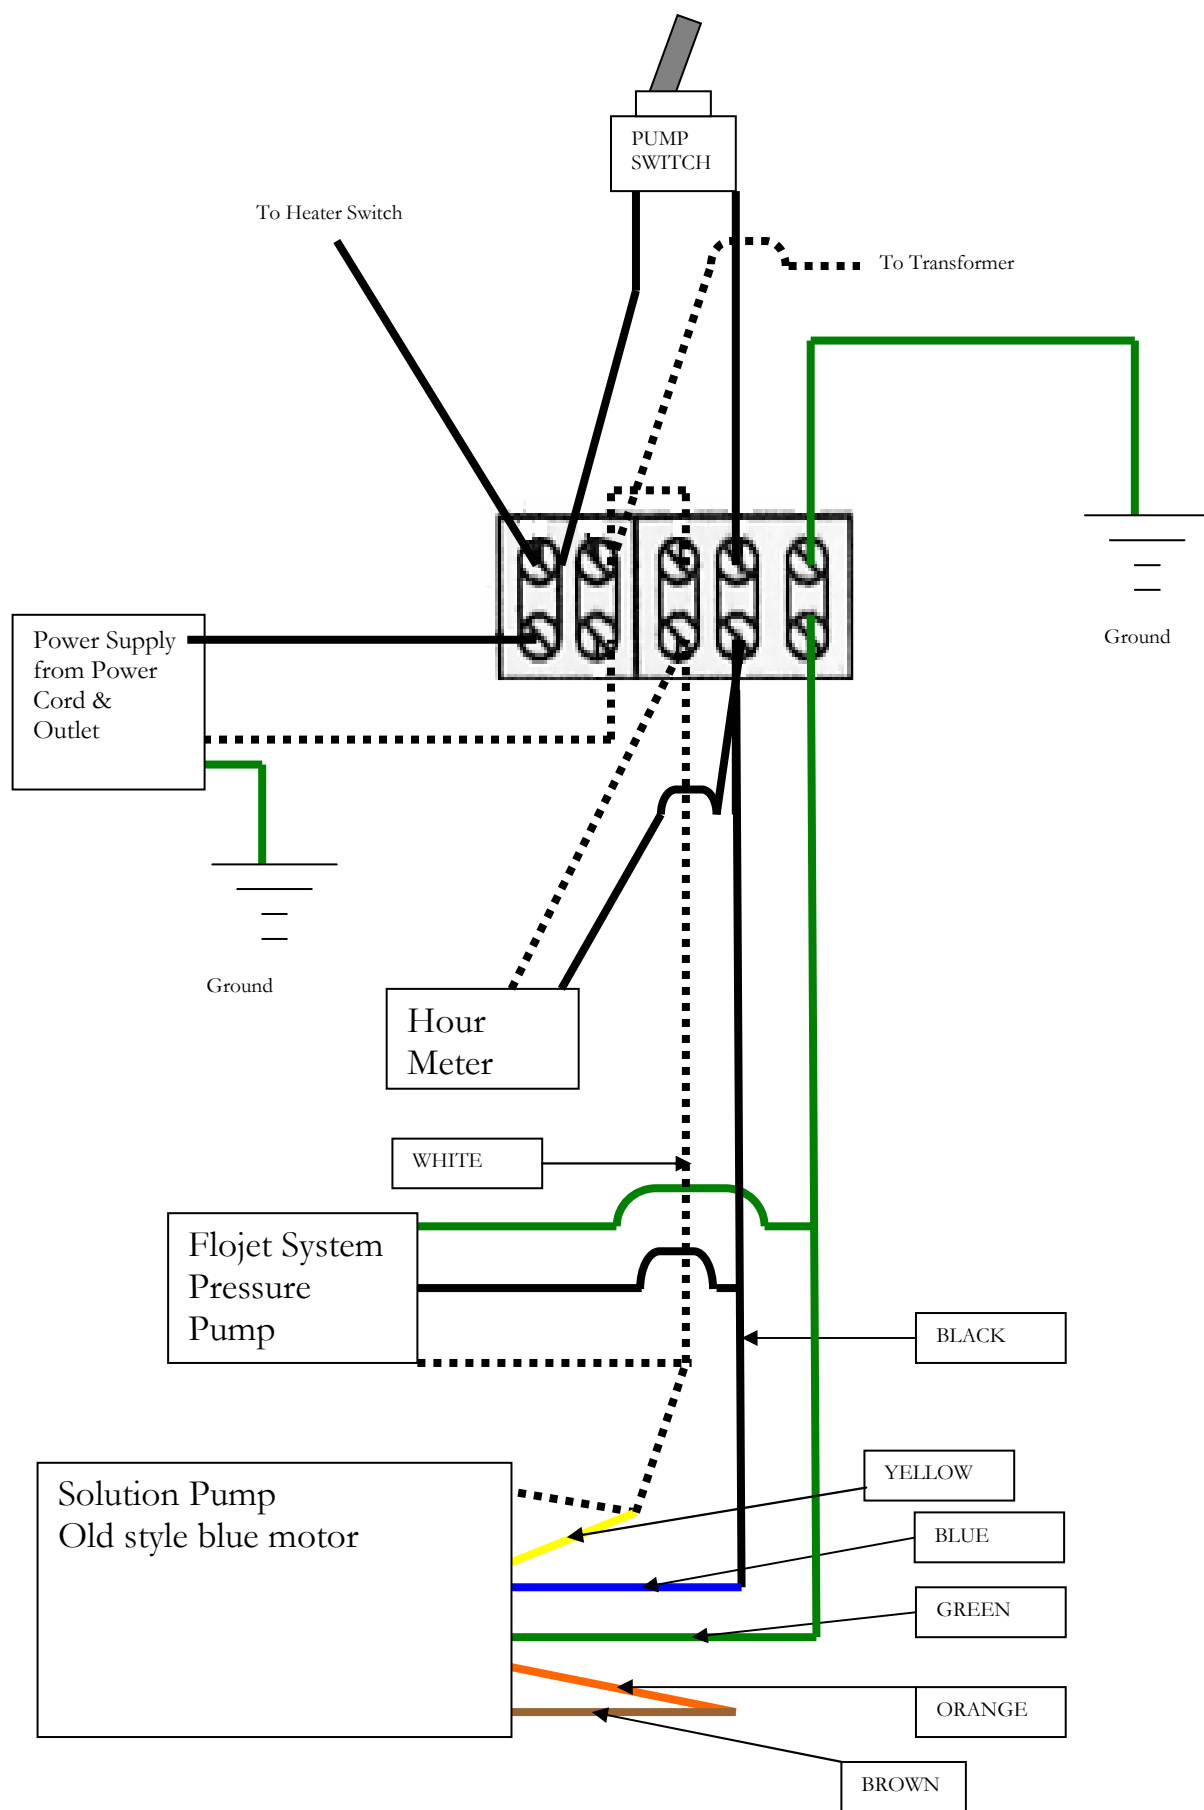 PUMP
SWITCH
To Heater Switch
To Transformer
Power Supply
from Power
Cord &
Outlet
Ground
Ground
Hour
Meter
WHITE
Flojet System
Pressure
Pump
BLACK
Solution Pump
Old style blue motor
YELLOW
BLUE
GREEN
ORANGE
BROWN